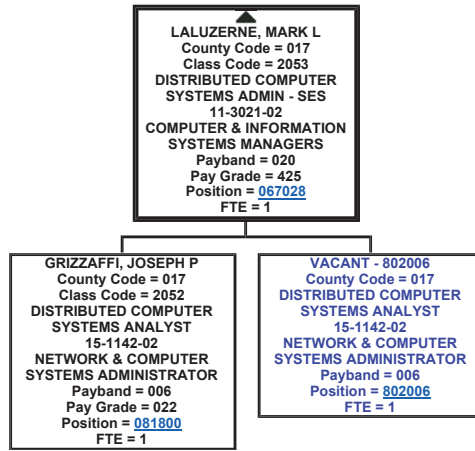 LALUZERNE, MARK L
County Code = 017
Class Code = 2053
DISTRIBUTED COMPUTER
SYSTEMS ADMIN - SES
11-3021-02
COMPUTER & INFORMATION
SYSTEMS MANAGERS
Payband = 020
Pay Grade = 425
Position = 067028
FTE = 1
GRIZZAFFI, JOSEPH P
County Code = 017
Class Code = 2052
DISTRIBUTED COMPUTER
SYSTEMS ANALYST
15-1142-02
NETWORK & COMPUTER
SYSTEMS ADMINISTRATOR
Payband = 006
Pay Grade = 022
Position = 081800
FTE = 1
VACANT - 802006
County Code = 017
DISTRIBUTED COMPUTER
SYSTEMS ANALYST
15-1142-02
NETWORK & COMPUTER
SYSTEMS ADMINISTRATOR
Payband = 006
Position = 802006
FTE = 1